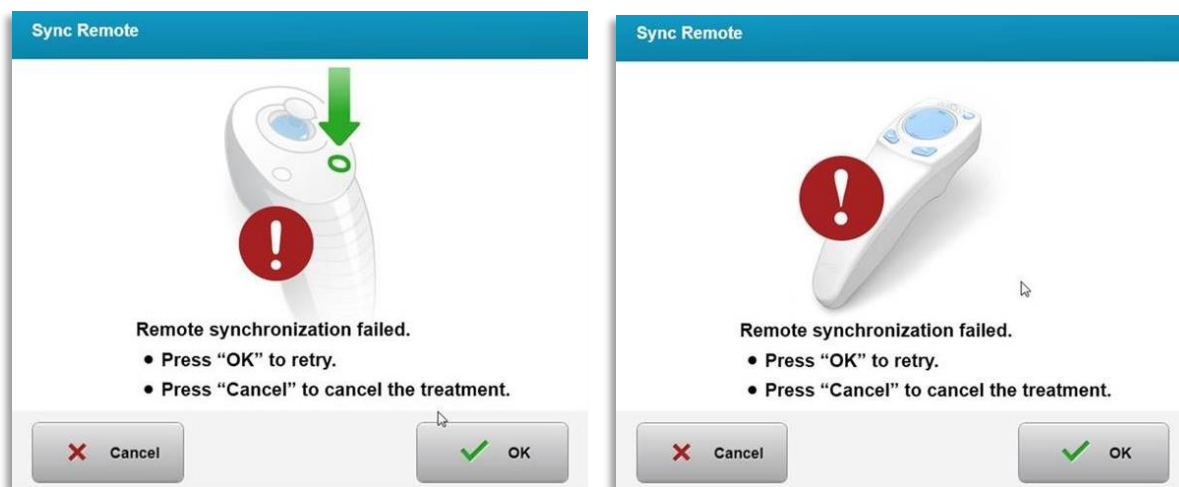 Sync Remote
Remote synchronization failed.
● Press “OK” to retry.
● Press “Cancel” to cancel the treatment.
Cancel
OK
Sync Remote
Remote synchronization failed.
● Press “OK” to retry.
● Press “Cancel” to cancel the treatment.
Cancel
OK